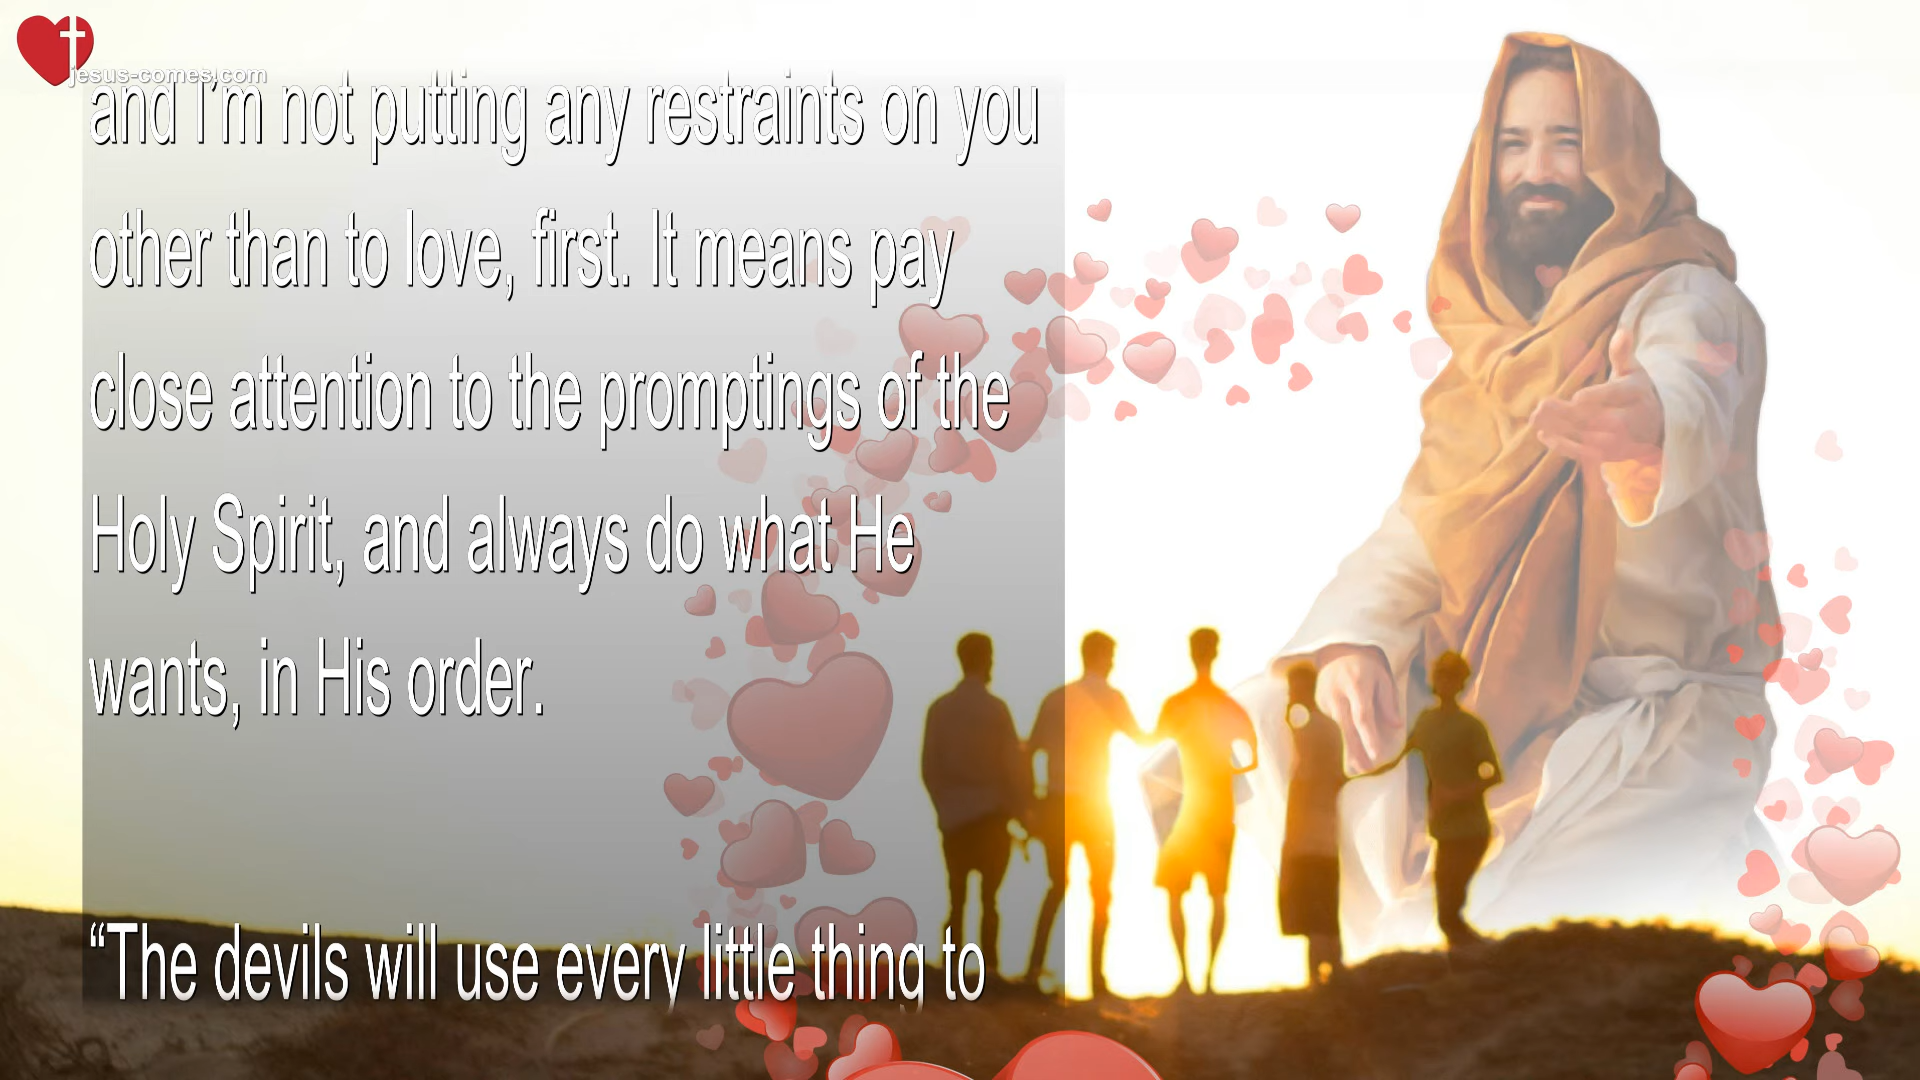 jesus-comes.com
and I'm not putting any restraints on you
other than to love, first. It means pay
close attention to the promptings of the
Holy Spirit, and always do what He
wants, in His order.
“The devils will use every little thing to